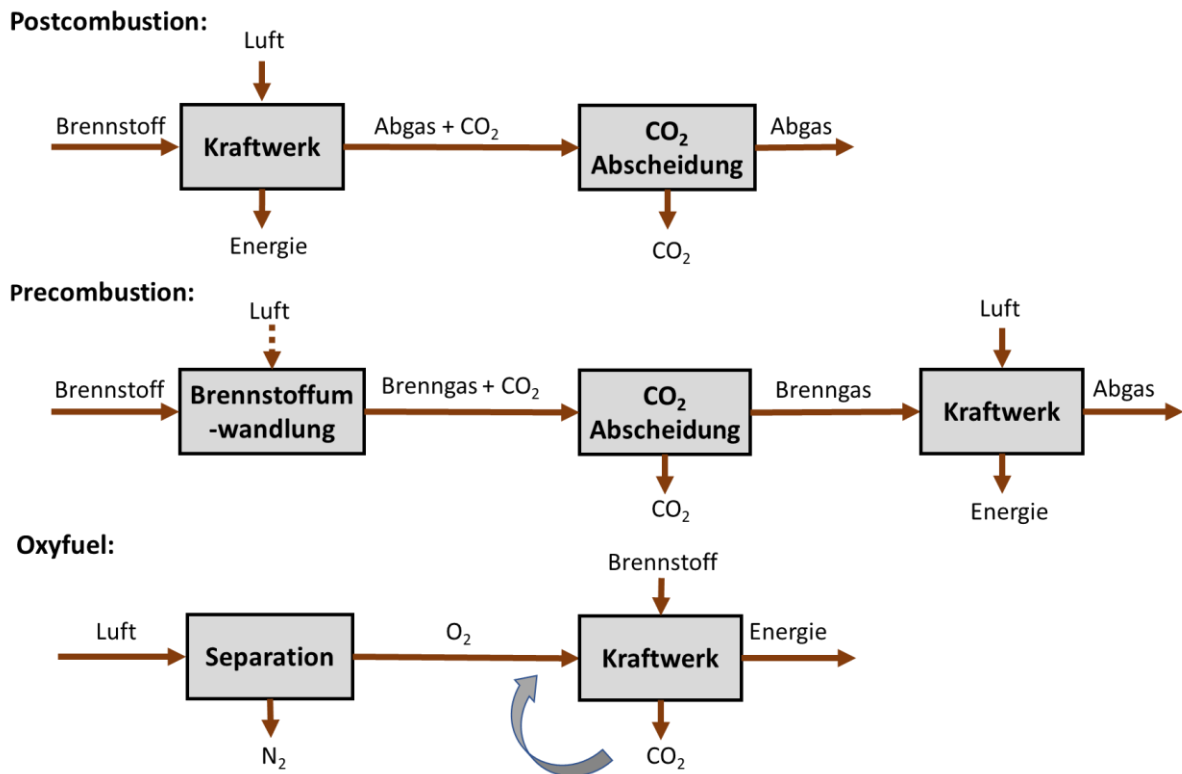 Postcombustion:
Luft
Brennstoff
Kraftwerk
Abgas + CO₂
CO₂
Abscheidung
Abgas
Energie
CO₂
Precombustion:
Luft
Luft
Brennstoff
Brennstoffum
-wandlung
Brenngas + CO₂
CO₂
Abscheidung
Brenngas
Kraftwerk
Abgas
CO₂
Energie
Oxyfuel:
Brennstoff
Luft
Separation
O₂
Kraftwerk
Energie
N₂
CO₂